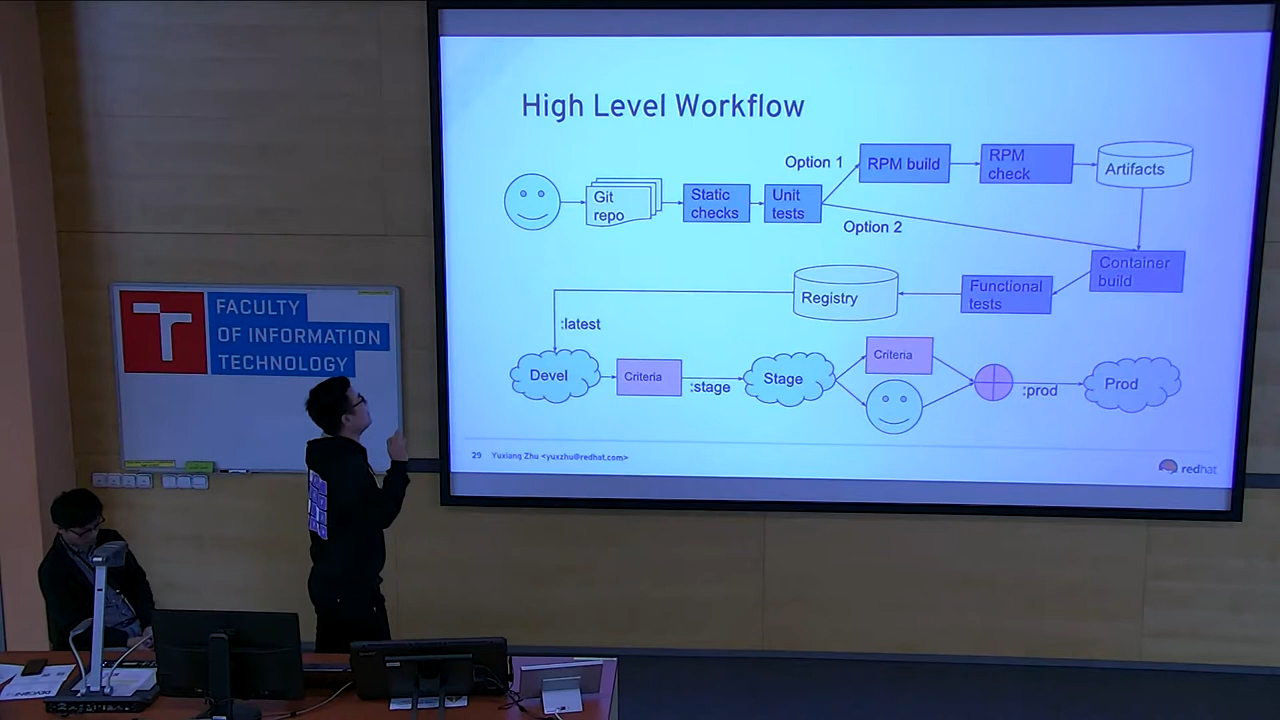 High Level Workflow
Option 1
RPM build
RPM
check
Artifacts
Git
repo
Static
checks
Unit
tests
Option 2
Container
build
Functional
tests
Registry
:latest
Devel
Criteria
:stage
Stage
Criteria
:prod
Prod
29 Yuxiang Zhu <yuxzhu@redhat.com>
redhat
FACULTY
OF INFORMATION
TECHNOLOGY